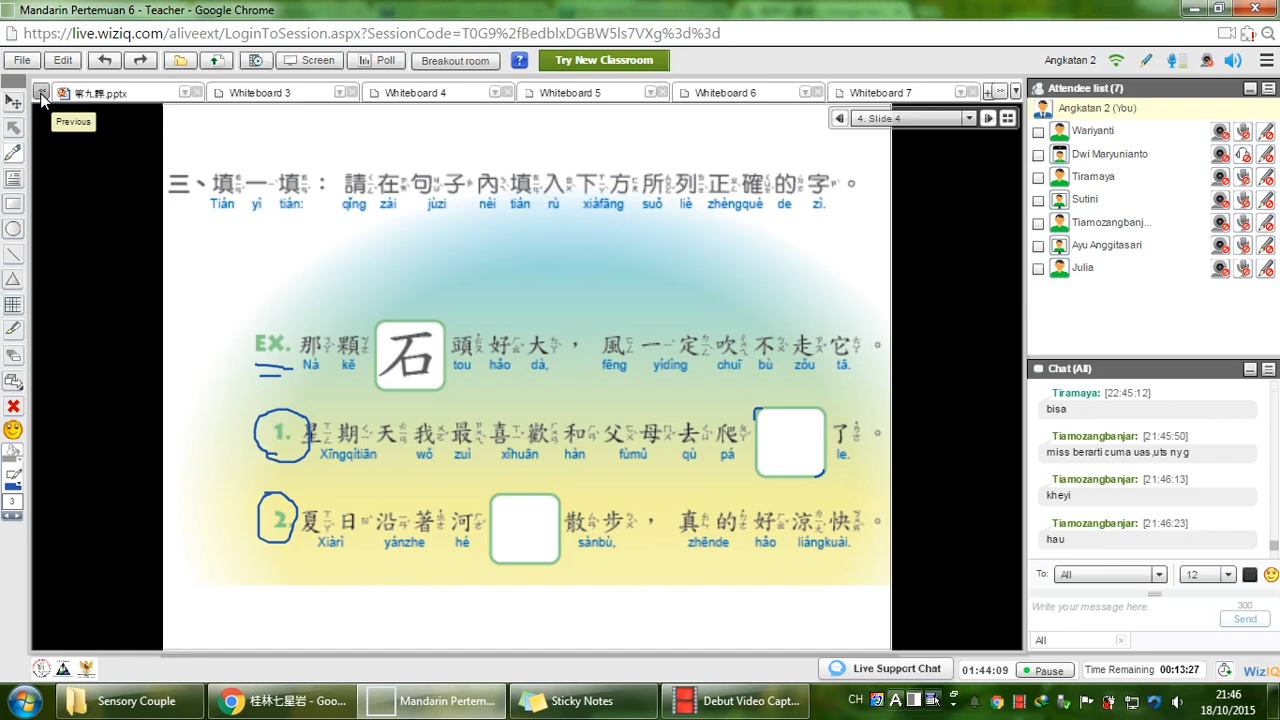 Mandarin Pertemuan 6 - Teacher - Google Chrome
https://live.wiziq.com/aliveext/LoginToSession.aspx?SessionCode=T0G9%2fBedblxDGBW5ls7VXg%3d%3d
File Edit Screen Poll Breakout room ? Try New Classroom Angkatan 2
第九課.pptx Whiteboard 3 Whiteboard 4 Whiteboard 5 Whiteboard 6 Whiteboard 7
Previous
4. Slide 4
三、填一填：請在句子內填入下方所列正確的字。
Tián yì tián: qǐng zài jùzi nèi tián rù xiàfāng suǒ liè zhèngquè de zì.
EX. 那顆石頭好大，風一定吹不走它。
Nà kē tou hǎo dà, fēng yídìng chuī bù zǒu tā.
1. 星期天我最喜歡和父母去爬 了。
Xīngqítiān wǒ zuì xǐhuān hàn fùmǔ qù pá le.
2. 夏日沿著河 散步，真的好涼快。
Xiàrì yánzhe hé sànbù, zhēnde hǎo liángkuài.
3
Attendee list (7)
Angkatan 2 (You)
Wariyanti
Dwi Maryunianto
Tiramaya
Sutini
Tiamozangbanj...
Ayu Anggitasari
Julia
Chat (All)
Tiramaya: [22:45:12]
bisa
Tiamozangbanjar: [21:45:50]
miss berarti cuma uas,uts ny g
Tiamozangbanjar: [21:46:13]
kheyi
Tiamozangbanjar: [21:46:23]
hau
To: All 12
Write your message here. 300
Send
All
Live Support Chat 01:44:09 Pause Time Remaining 00:13:27 WizIQ
Sensory Couple 桂林七星岩 - Goo... Mandarin Pertem... Sticky Notes Debut Video Capt... CH A 21:46
18/10/2015